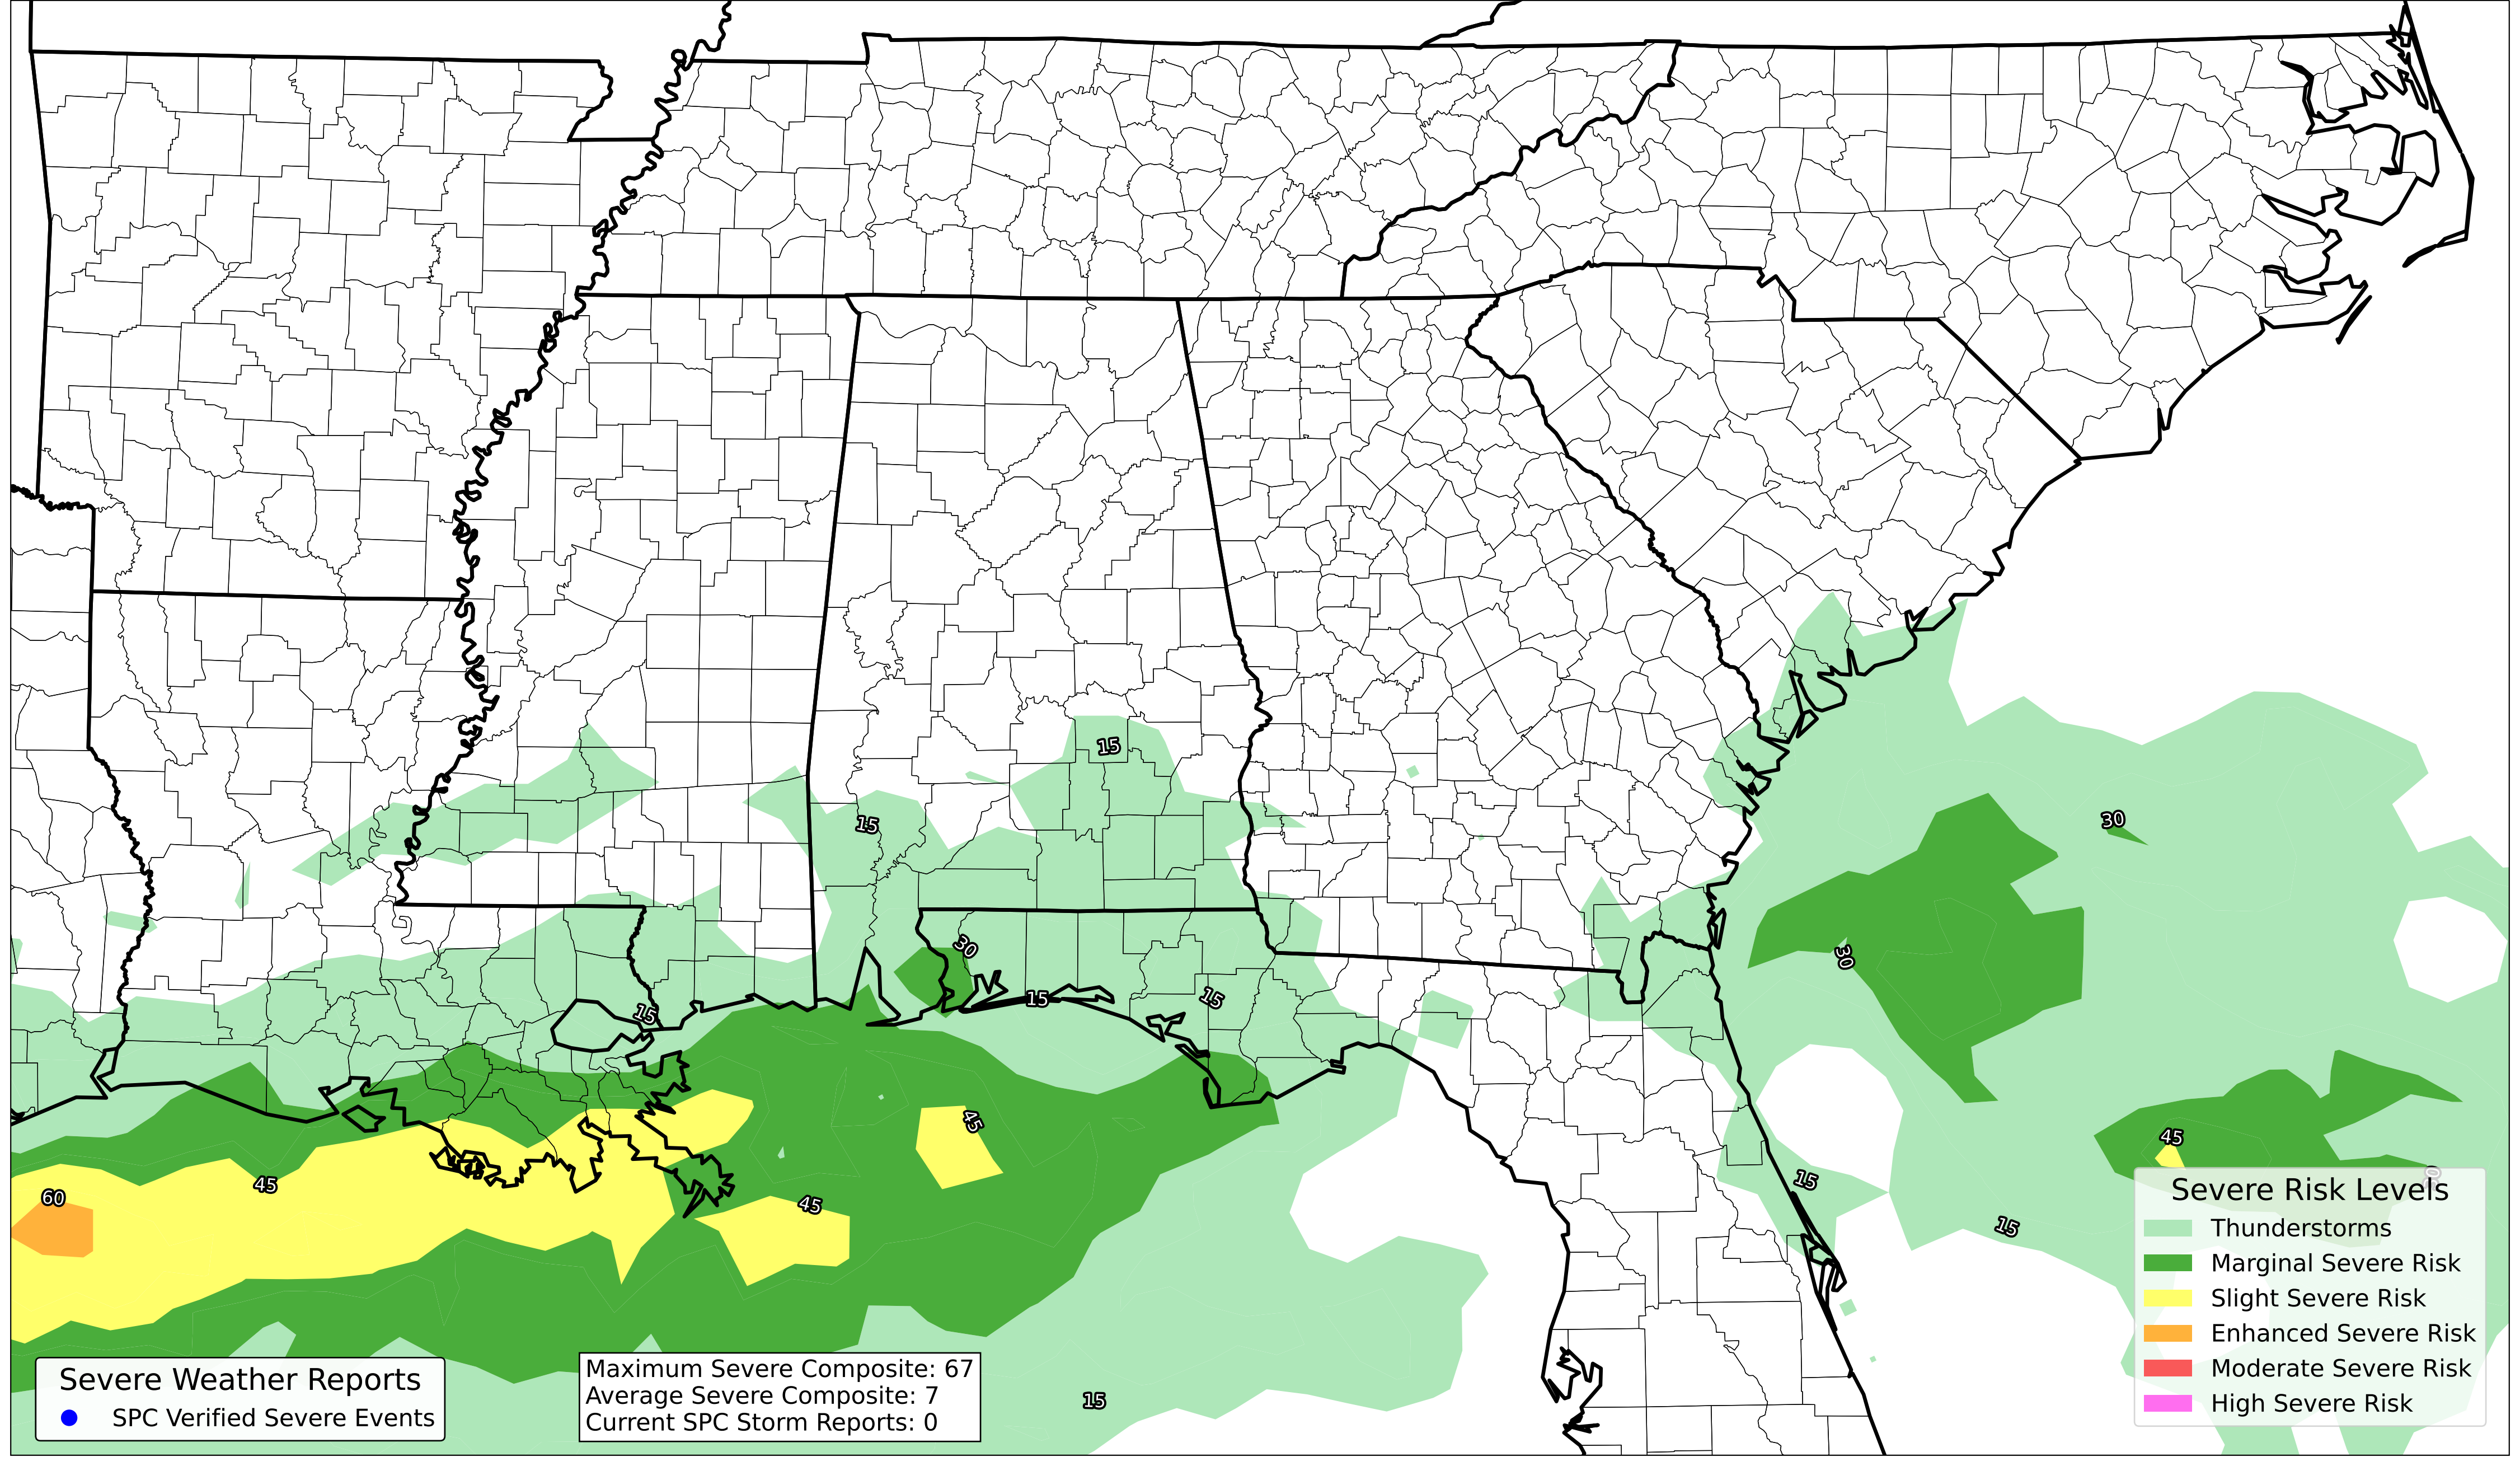 15
15
30
30
30
15
15
15
45
45
15
60
45
45
15
15
Severe Risk Levels
Thunderstorms
Marginal Severe Risk
Slight Severe Risk
Enhanced Severe Risk
Moderate Severe Risk
High Severe Risk
Severe Weather Reports
SPC Verified Severe Events
Maximum Severe Composite: 67
Average Severe Composite: 7
Current SPC Storm Reports: 0